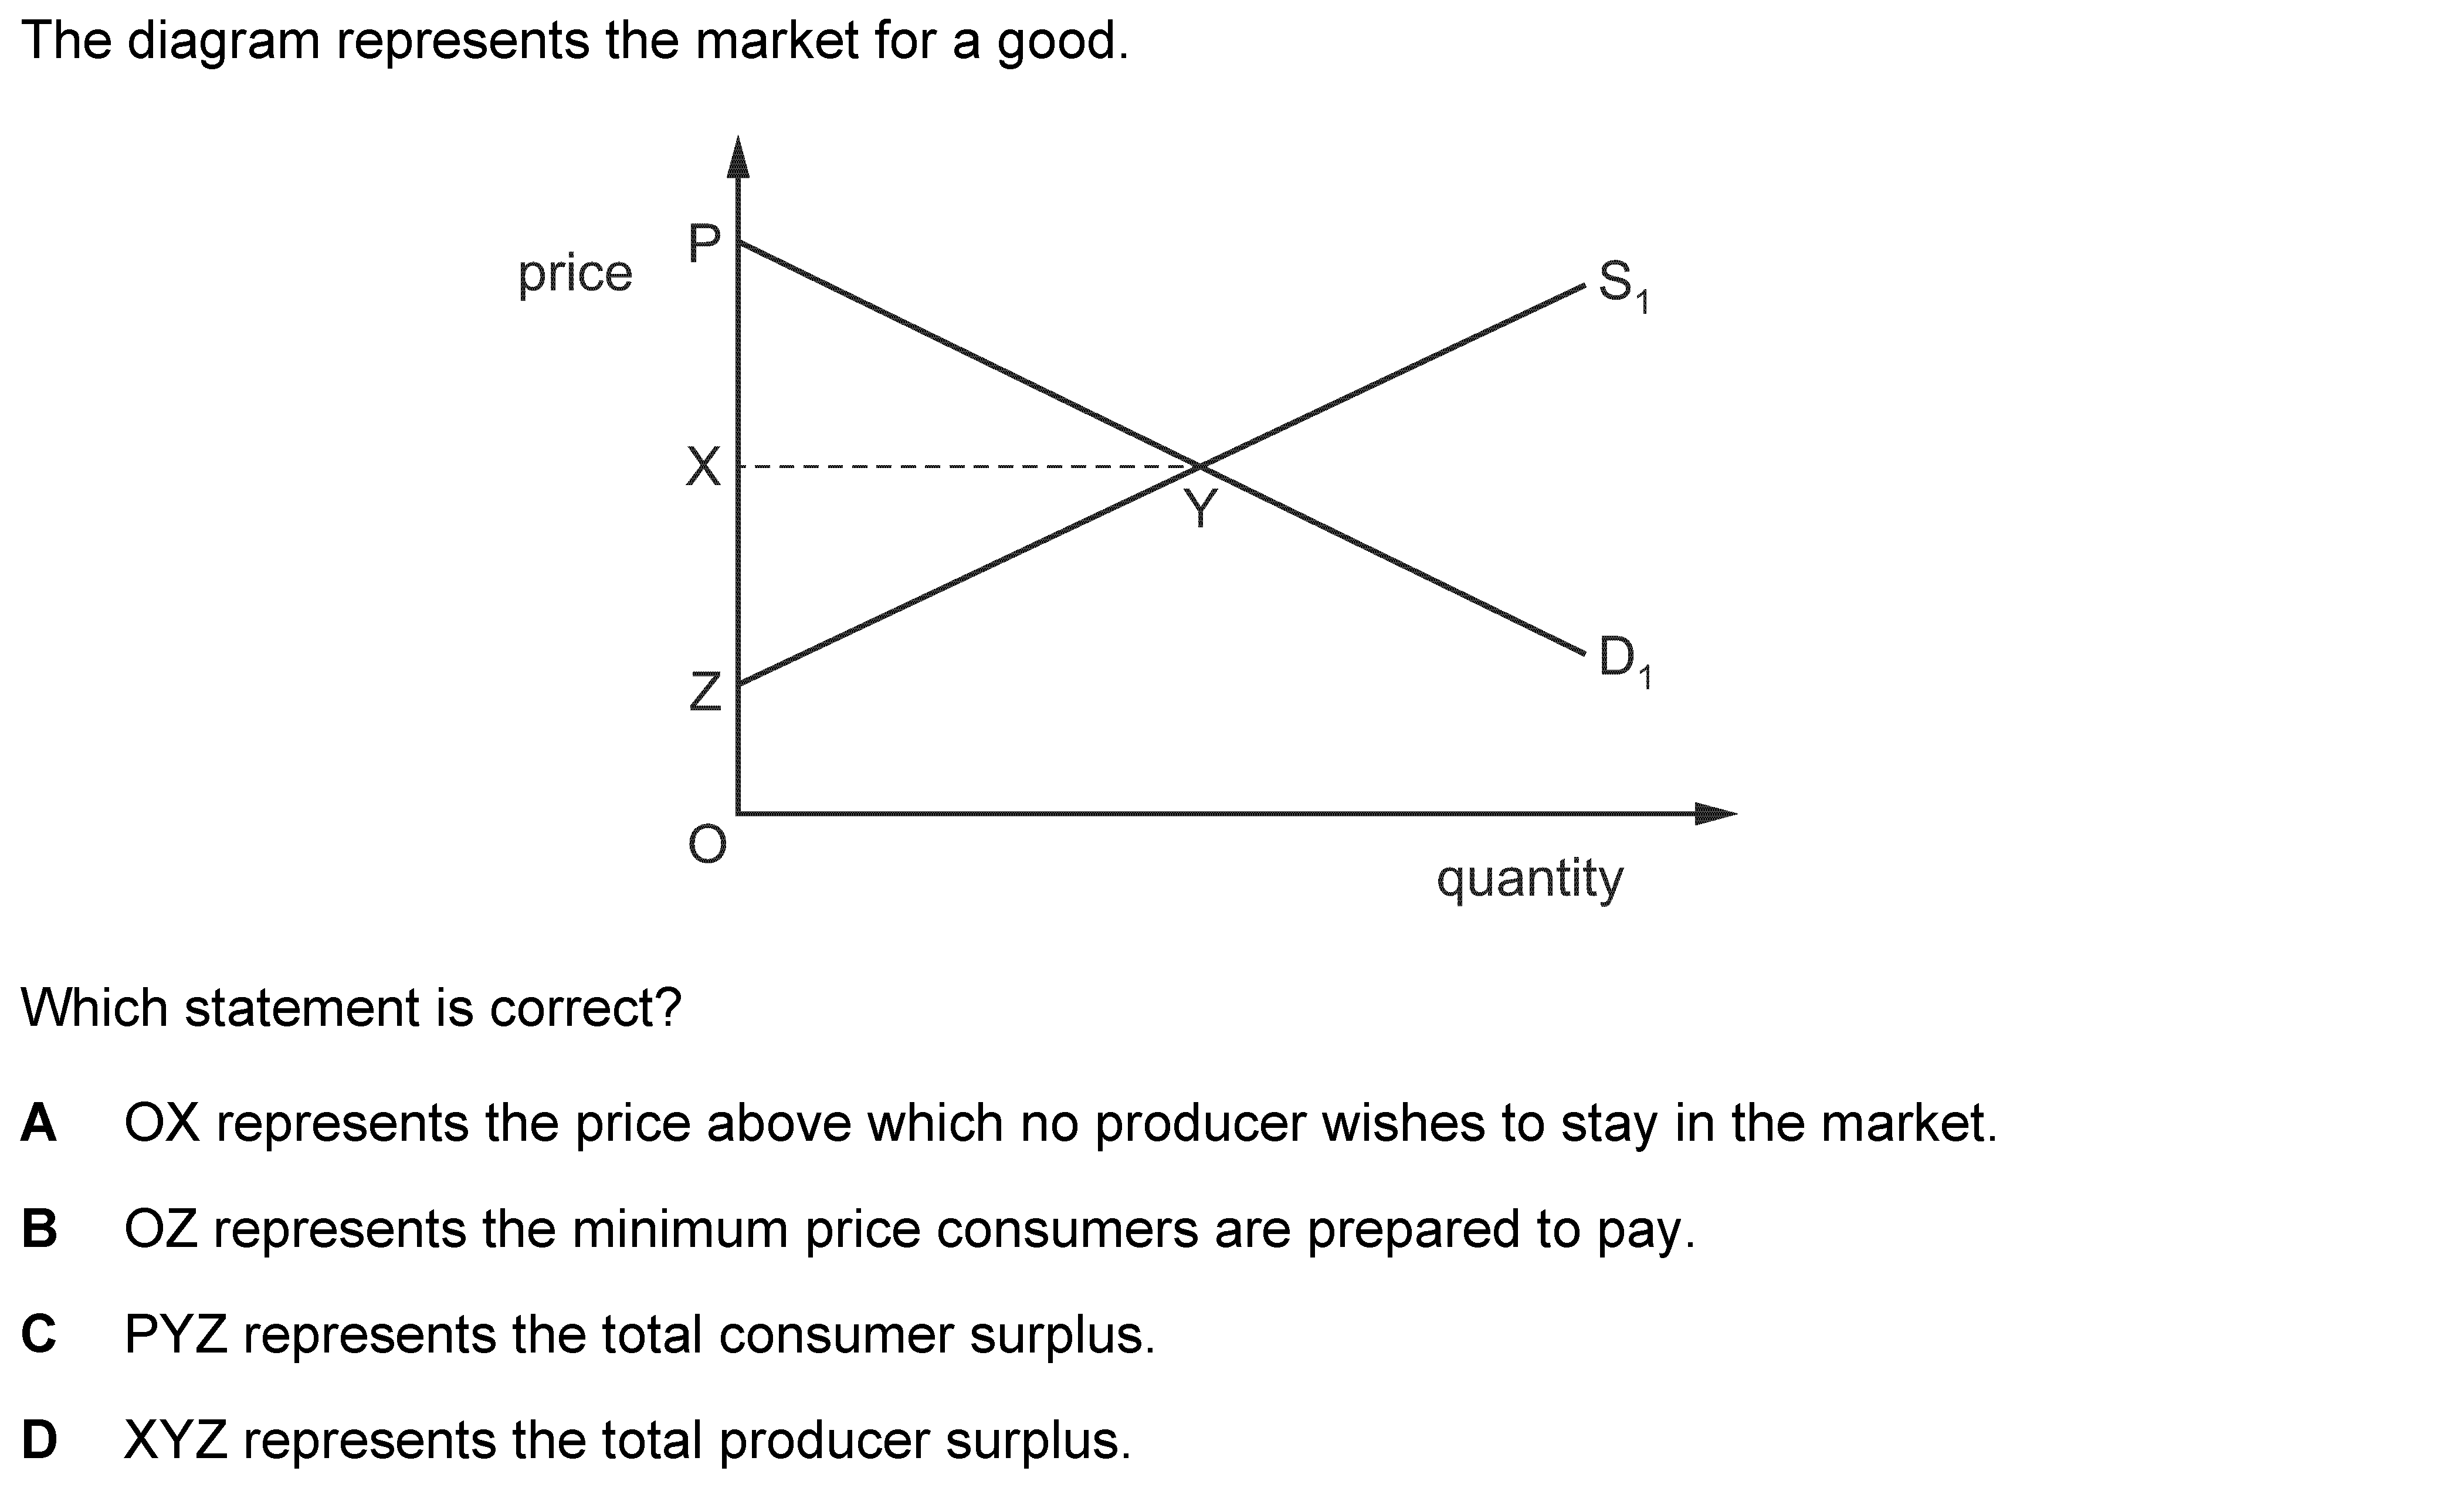 The diagram represents the market for a good.
P
price
S1
X
Y
D1
Z
O
quantity
Which statement is correct?
A OX represents the price above which no producer wishes to stay in the market.
B OZ represents the minimum price consumers are prepared to pay.
C PYZ represents the total consumer surplus.
D XYZ represents the total producer surplus.